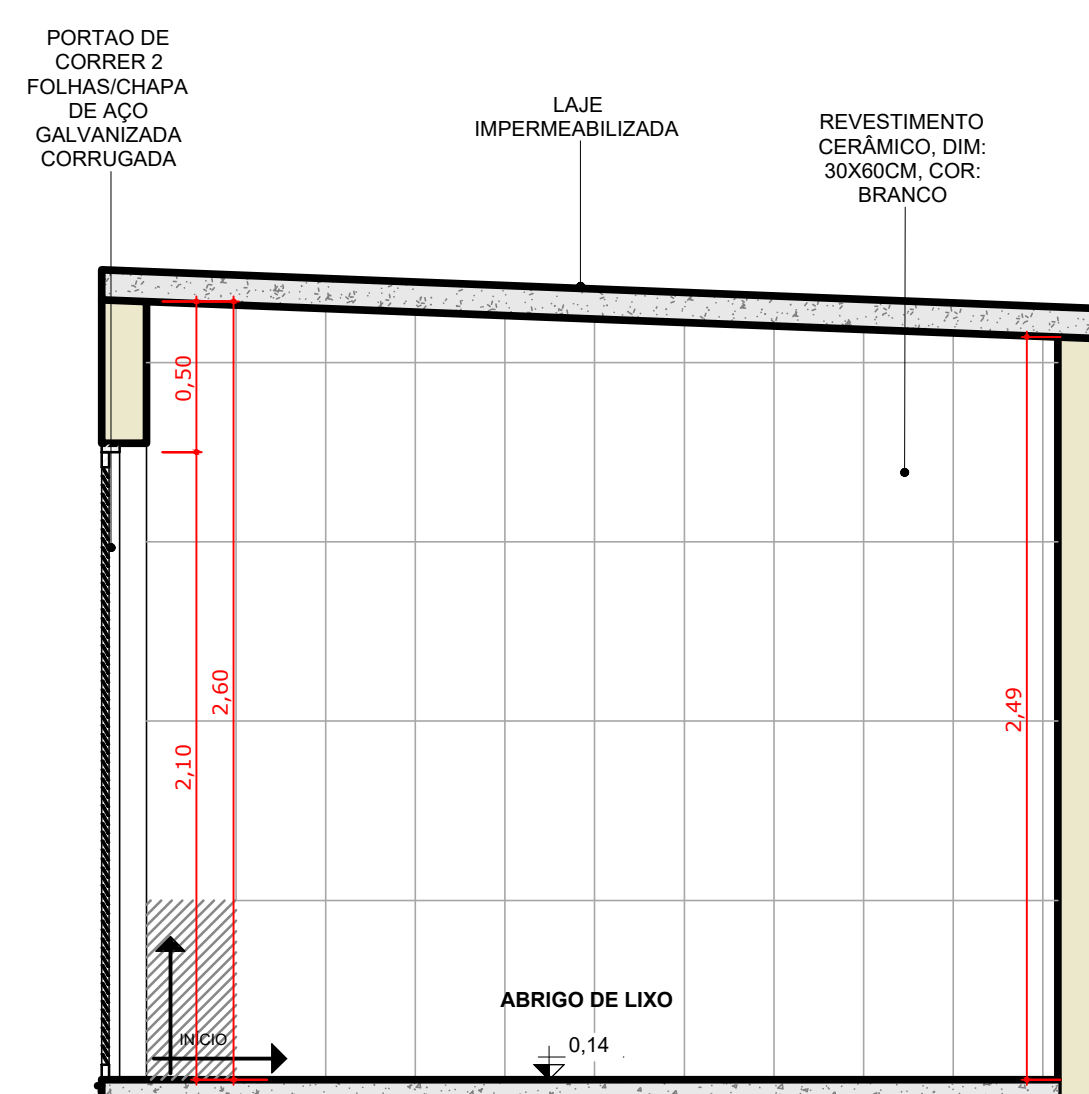 PORTAO DE
CORRER 2
FOLHAS/CHAPA
DE AÇO
GALVANIZADA
CORRUGADA
LAJE
IMPERMEABILIZADA
REVESTIMENTO
CERÂMICO, DIM:
30X60CM, COR:
BRANCO
0,50
2,60
2,10
2,49
ABRIGO DE LIXO
0,14
INÍCIO